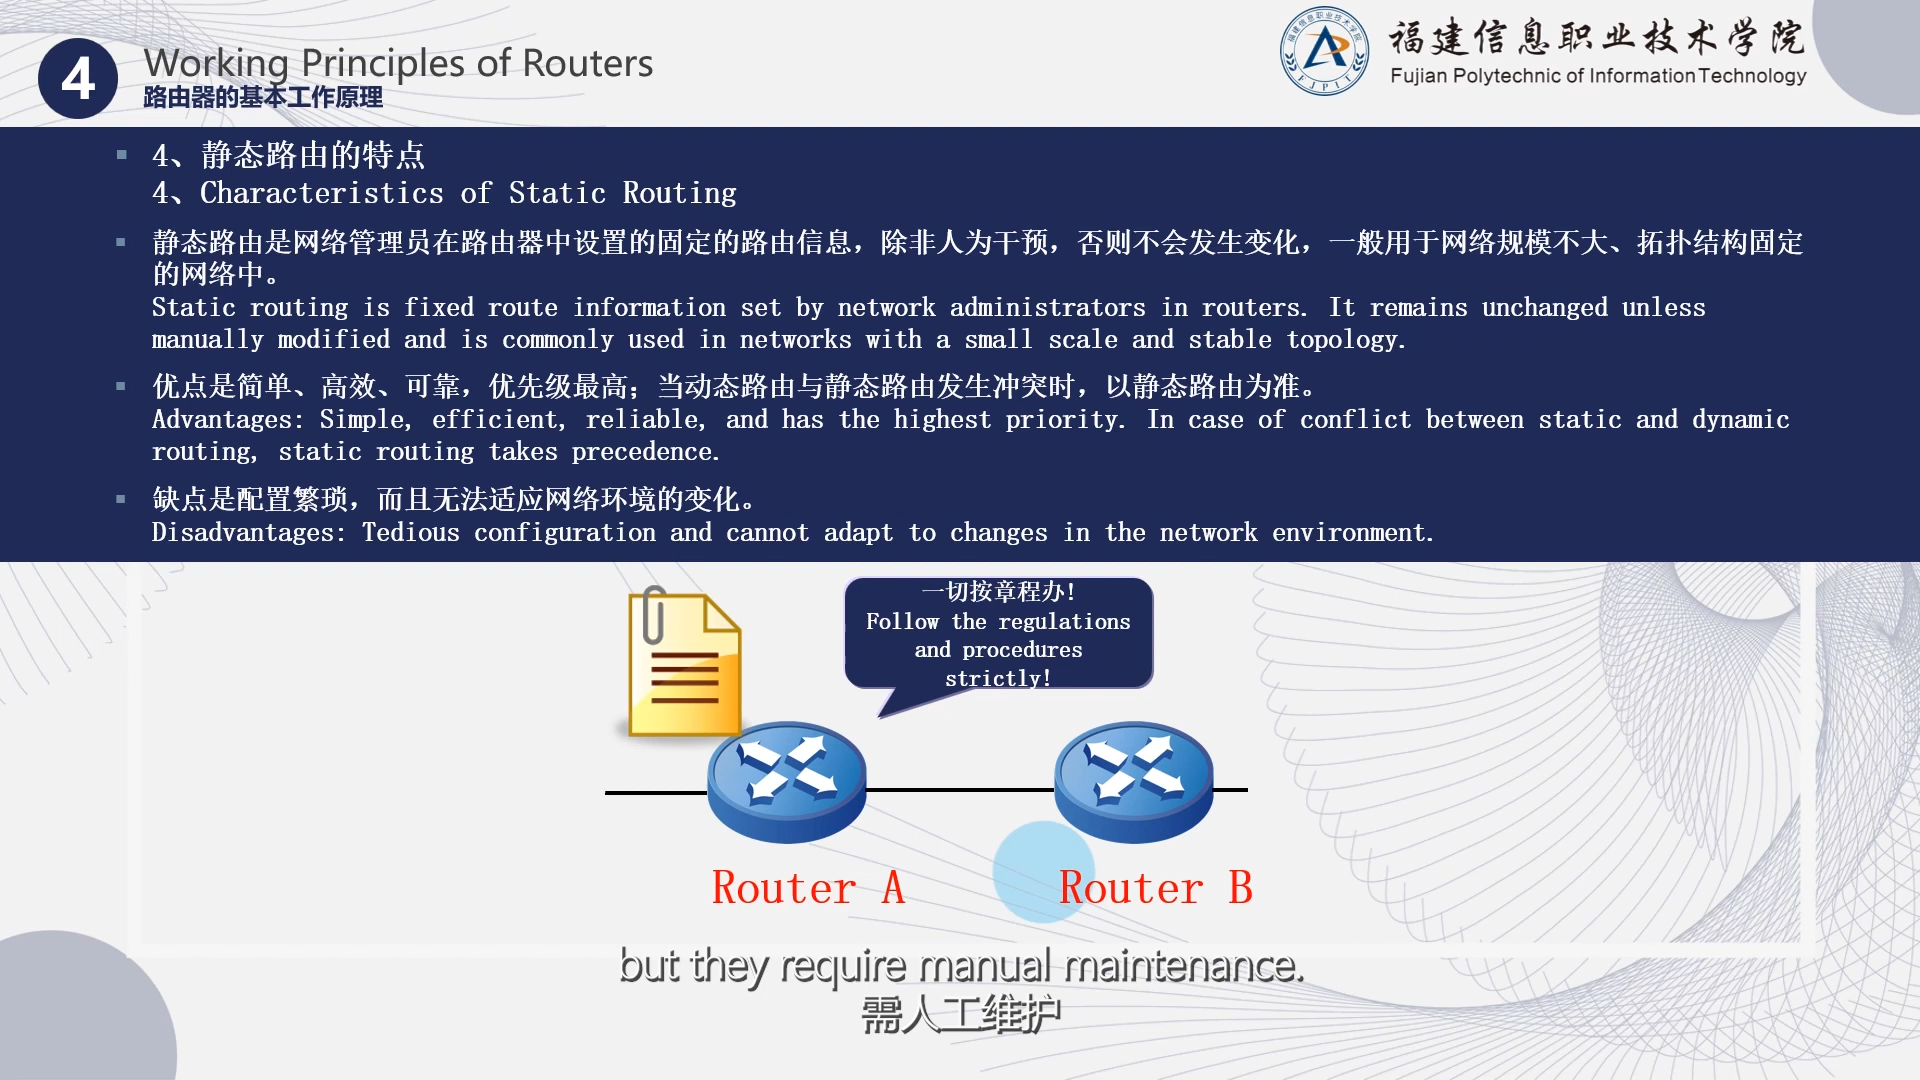 4
Working Principles of Routers
路由器的基本工作原理
福建信息职业技术学院
Fujian Polytechnic of Information Technology
FJPIT
4、静态路由的特点
4、Characteristics of Static Routing
静态路由是网络管理员在路由器中设置的固定的路由信息，除非人为干预，否则不会发生变化，一般用于网络规模不大、拓扑结构固定
的网络中。
Static routing is fixed route information set by network administrators in routers. It remains unchanged unless
manually modified and is commonly used in networks with a small scale and stable topology.
优点是简单、高效、可靠，优先级最高；当动态路由与静态路由发生冲突时，以静态路由为准。
Advantages: Simple, efficient, reliable, and has the highest priority. In case of conflict between static and dynamic
routing, static routing takes precedence.
缺点是配置繁琐，而且无法适应网络环境的变化。
Disadvantages: Tedious configuration and cannot adapt to changes in the network environment.
一切按章程办！
Follow the regulations
and procedures
strictly!
Router A
Router B
but they require manual maintenance.
需人工维护